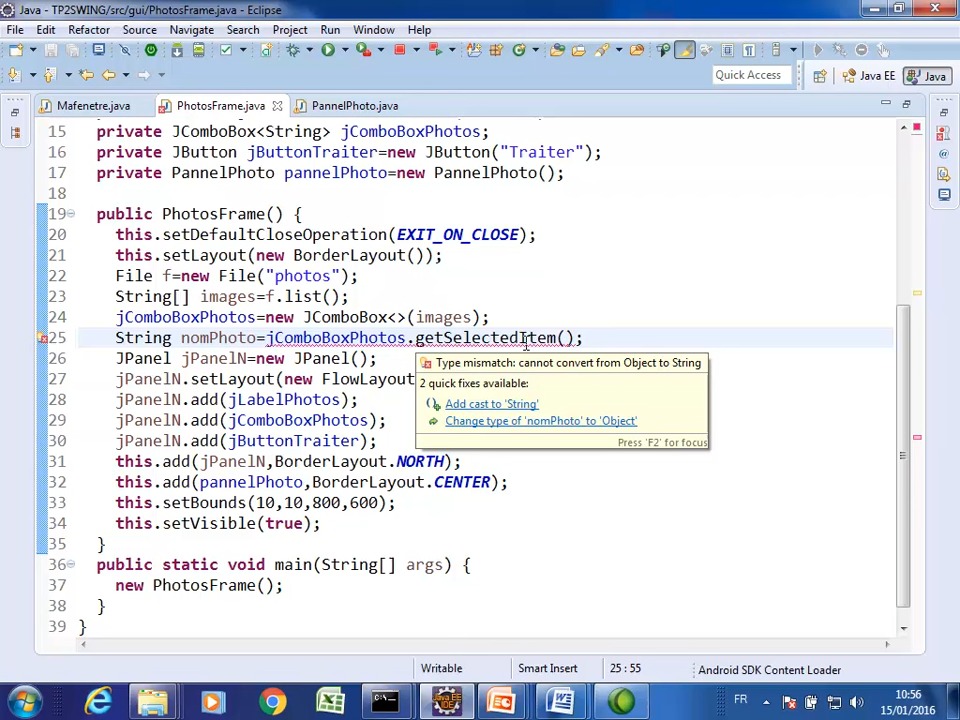 Java - TP2SWING/src/gui/PhotosFrame.java - Eclipse
File Edit Refactor Source Navigate Search Project Run Window Help
Quick Access Java EE Java
Mafenetre.java PhotosFrame.java PannelPhoto.java
15 private JComboBox<String> jComboBoxPhotos;
16 private JButton jButtonTraiter=new JButton("Traiter");
17 private PannelPhoto pannelPhoto=new PannelPhoto();
18
19 public PhotosFrame() {
20 this.setDefaultCloseOperation(EXIT_ON_CLOSE);
21 this.setLayout(new BorderLayout());
22 File f=new File("photos");
23 String[] images=f.list();
24 jComboBoxPhotos=new JComboBox<>(images);
25 String nomPhoto=jComboBoxPhotos.getSelectedItem();
26 JPanel jPanelN=new JPanel();
27 jPanelN.setLayout(new FlowLayout
28 jPanelN.add(jLabelPhotos);
29 jPanelN.add(jComboBoxPhotos);
30 jPanelN.add(jButtonTraiter);
31 this.add(jPanelN,BorderLayout.NORTH);
32 this.add(pannelPhoto,BorderLayout.CENTER);
33 this.setBounds(10,10,800,600);
34 this.setVisible(true);
35 }
36 public static void main(String[] args) {
37 new PhotosFrame();
38 }
39 }
Type mismatch: cannot convert from Object to String
2 quick fixes available:
Add cast to 'String'
Change type of 'nomPhoto' to 'Object'
Press 'F2' for focus
Writable Smart Insert 25 : 55 Android SDK Content Loader
FR 10:56
15/01/2016